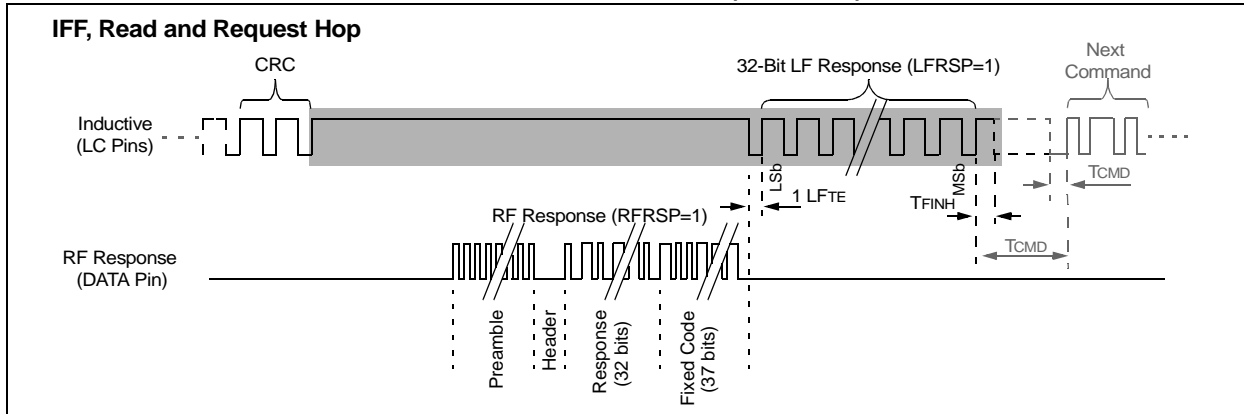 IFF, Read and Request Hop
CRC
32-Bit LF Response (LFRSP=1)
Next
Command
Inductive
(LC Pins)
LSb
MSb
1 LFTE
TFINH
TCMD
TCMD
RF Response (RFRSP=1)
RF Response
(DATA Pin)
Preamble
Header
Response
(32 bits)
Fixed Code
(37 bits)